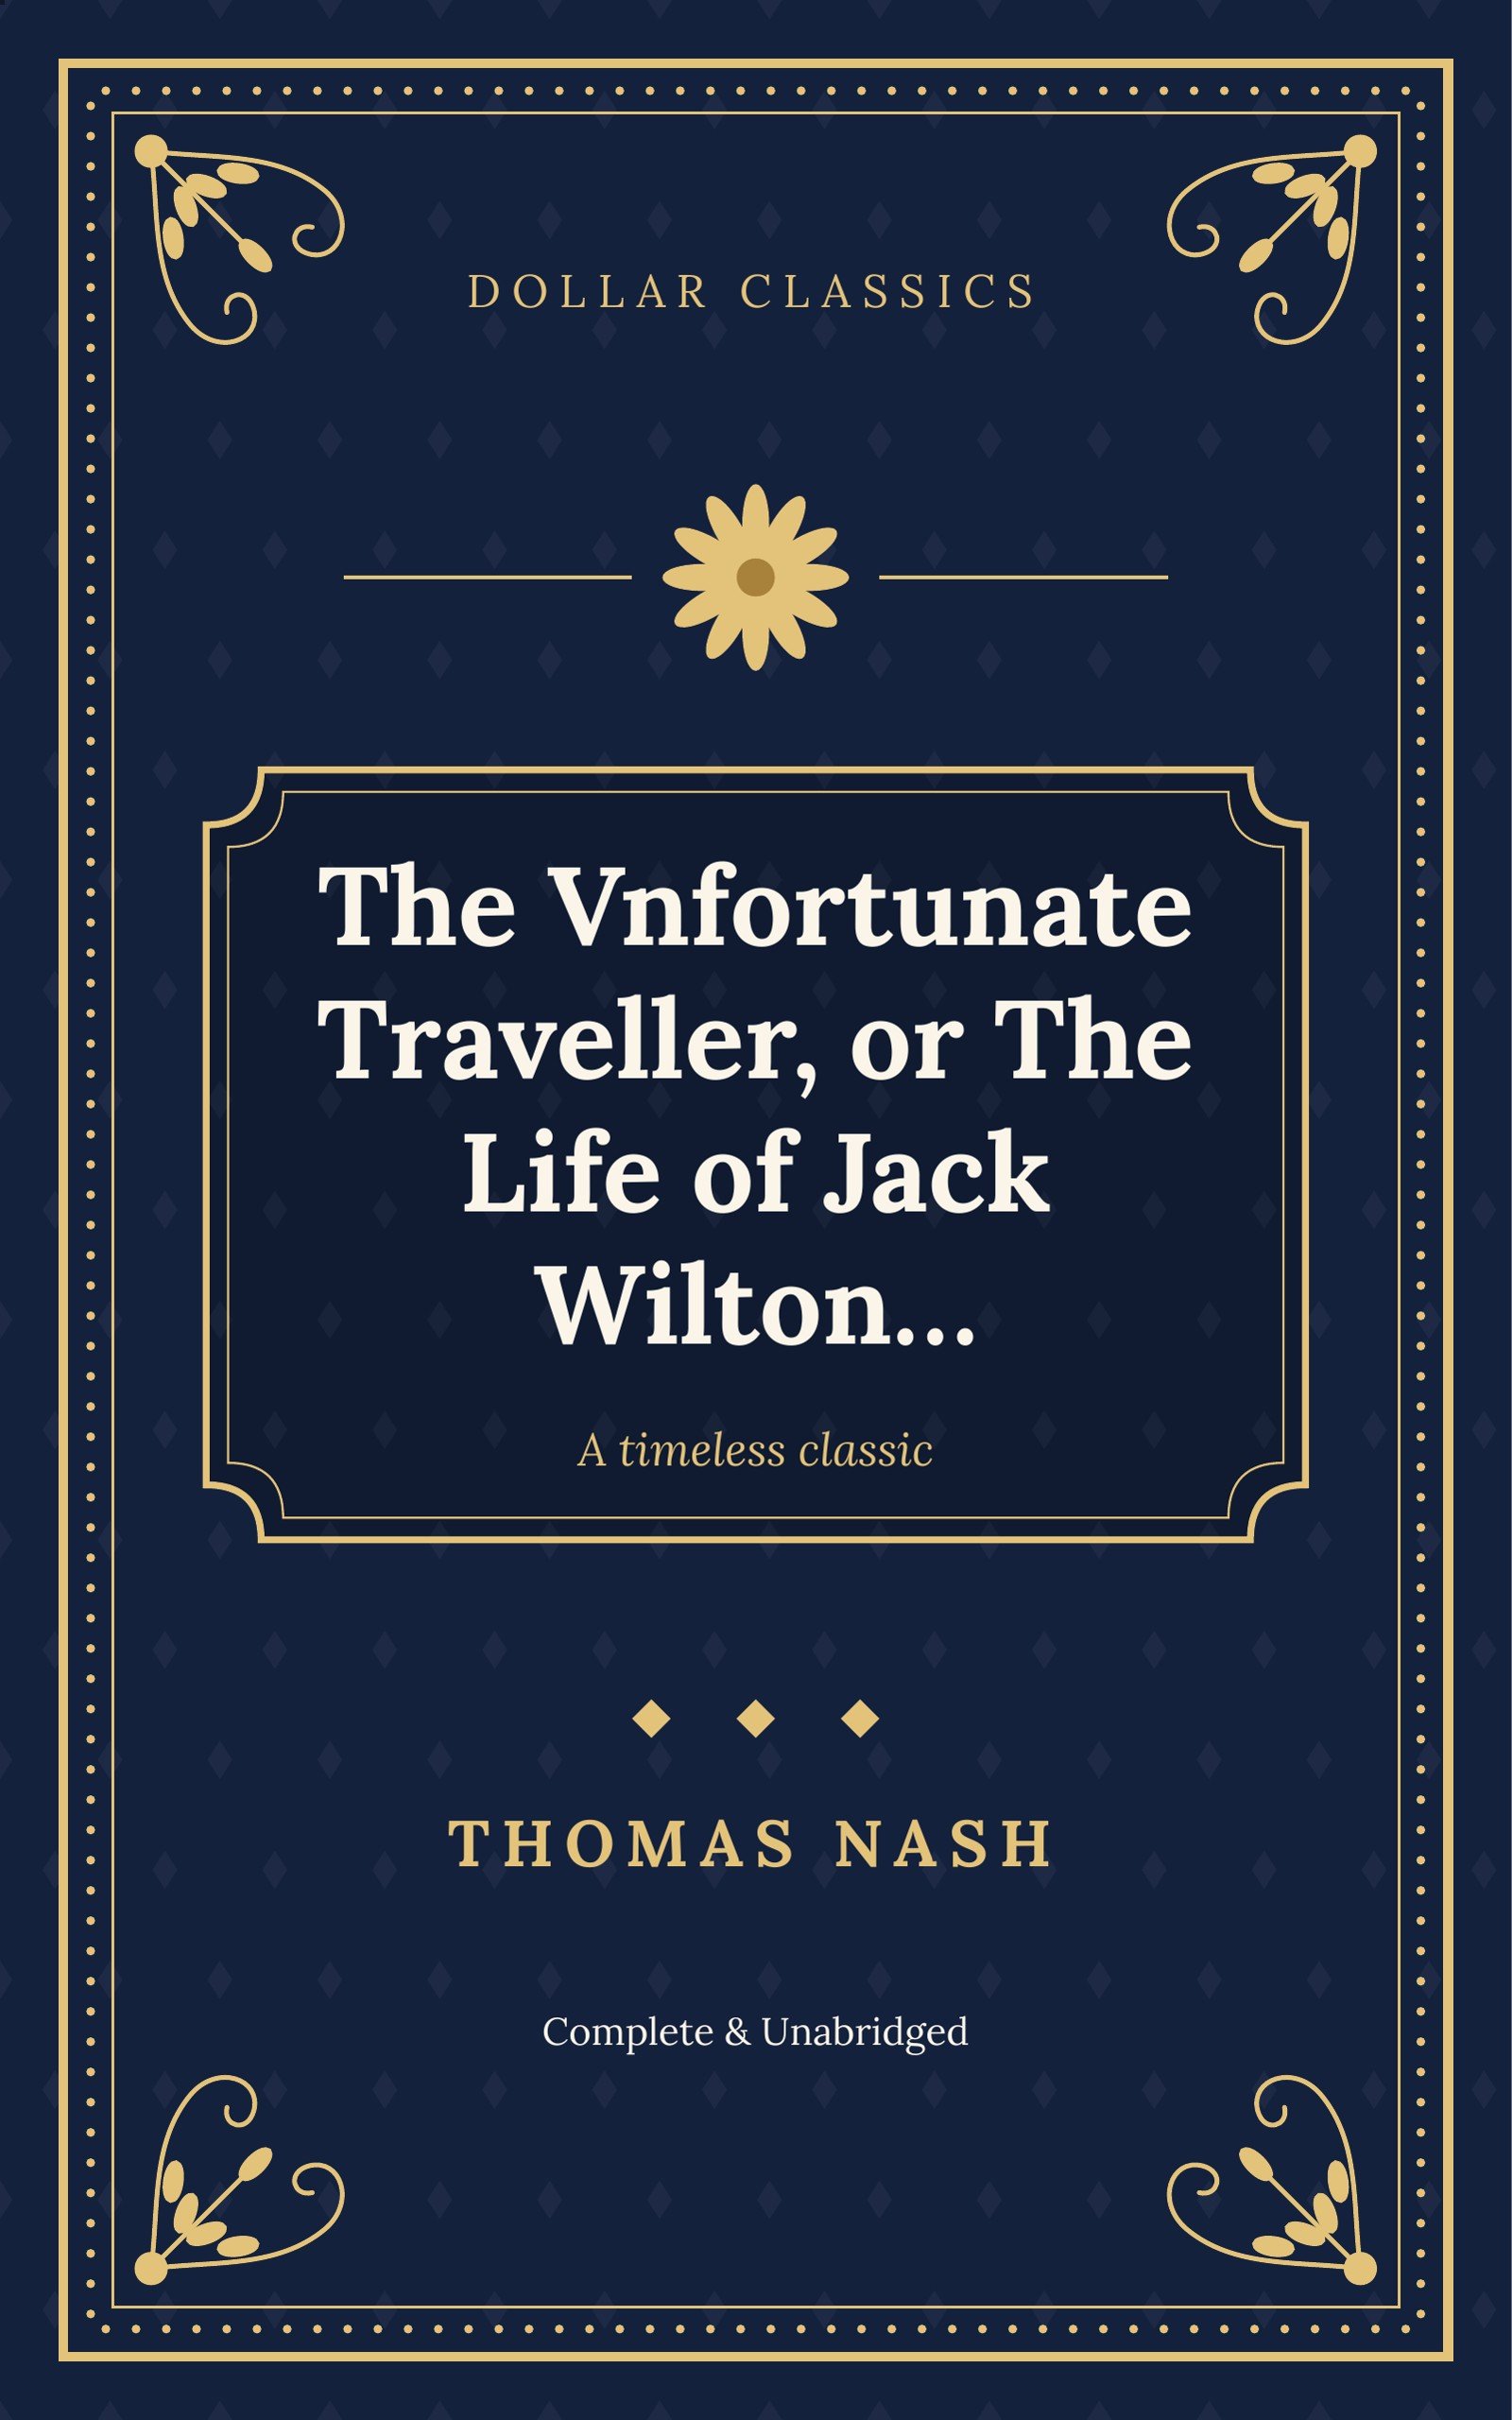 DOLLAR CLASSICS
The Vnfortunate
Traveller, or The
Life of Jack
Wilton...
A timeless classic
THOMAS NASH
Complete & Unabridged